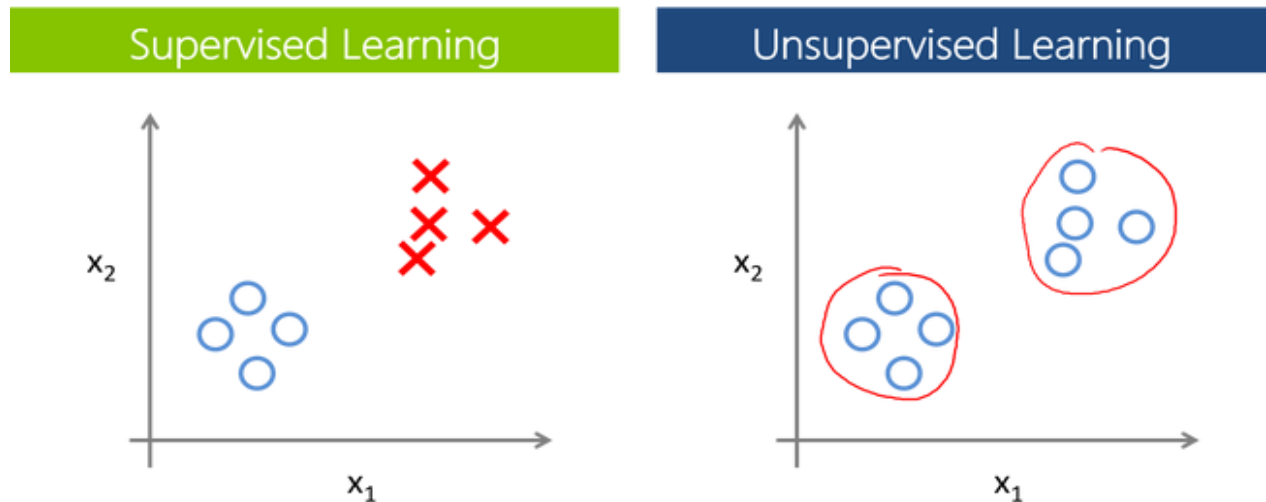 Supervised Learning
Unsupervised Learning
x₂
x₁
x₂
x₁